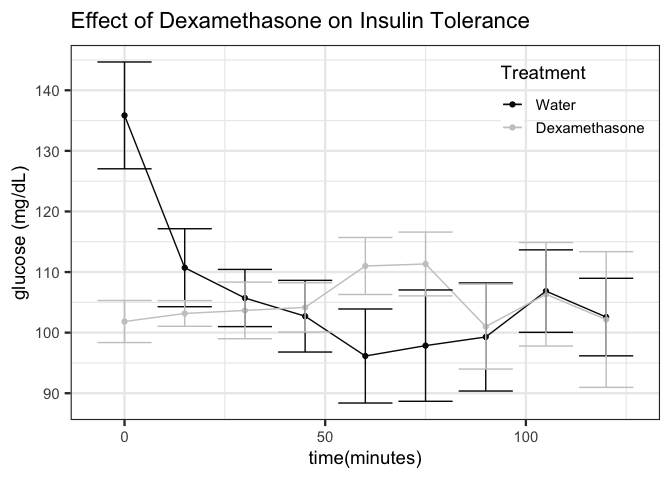 Effect of Dexamethasone on Insulin Tolerance
Treatment
Water
Dexamethasone
glucose (mg/dL)
140
130
120
110
100
90
0 50 100
time(minutes)